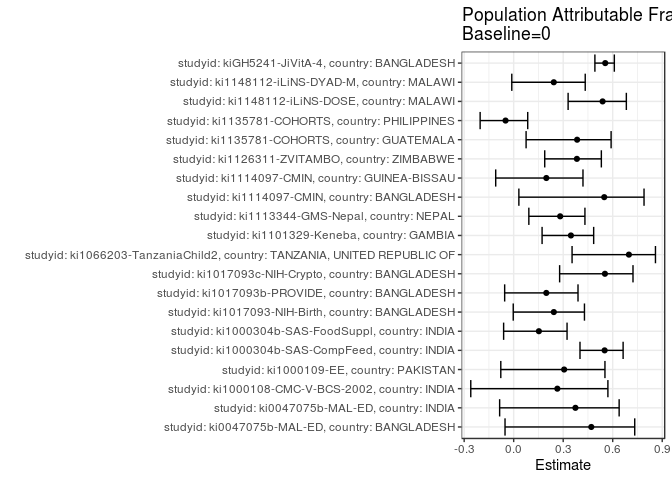 Population Attributable Fra
Baseline=0
studyid: kiGH5241-JiVitA-4, country: BANGLADESH
studyid: ki1148112-iLiNS-DYAD-M, country: MALAWI
studyid: ki1148112-iLiNS-DOSE, country: MALAWI
studyid: ki1135781-COHORTS, country: PHILIPPINES
studyid: ki1135781-COHORTS, country: GUATEMALA
studyid: ki1126311-ZVITAMBO, country: ZIMBABWE
studyid: ki1114097-CMIN, country: GUINEA-BISSAU
studyid: ki1114097-CMIN, country: BANGLADESH
studyid: ki1113344-GMS-Nepal, country: NEPAL
studyid: ki1101329-Keneba, country: GAMBIA
studyid: ki1066203-TanzaniaChild2, country: TANZANIA, UNITED REPUBLIC OF
studyid: ki1017093c-NIH-Crypto, country: BANGLADESH
studyid: ki1017093b-PROVIDE, country: BANGLADESH
studyid: ki1017093-NIH-Birth, country: BANGLADESH
studyid: ki1000304b-SAS-FoodSuppl, country: INDIA
studyid: ki1000304b-SAS-CompFeed, country: INDIA
studyid: ki1000109-EE, country: PAKISTAN
studyid: ki1000108-CMC-V-BCS-2002, country: INDIA
studyid: ki0047075b-MAL-ED, country: INDIA
studyid: ki0047075b-MAL-ED, country: BANGLADESH
-0.3 0.0 0.3 0.6 0.9
Estimate